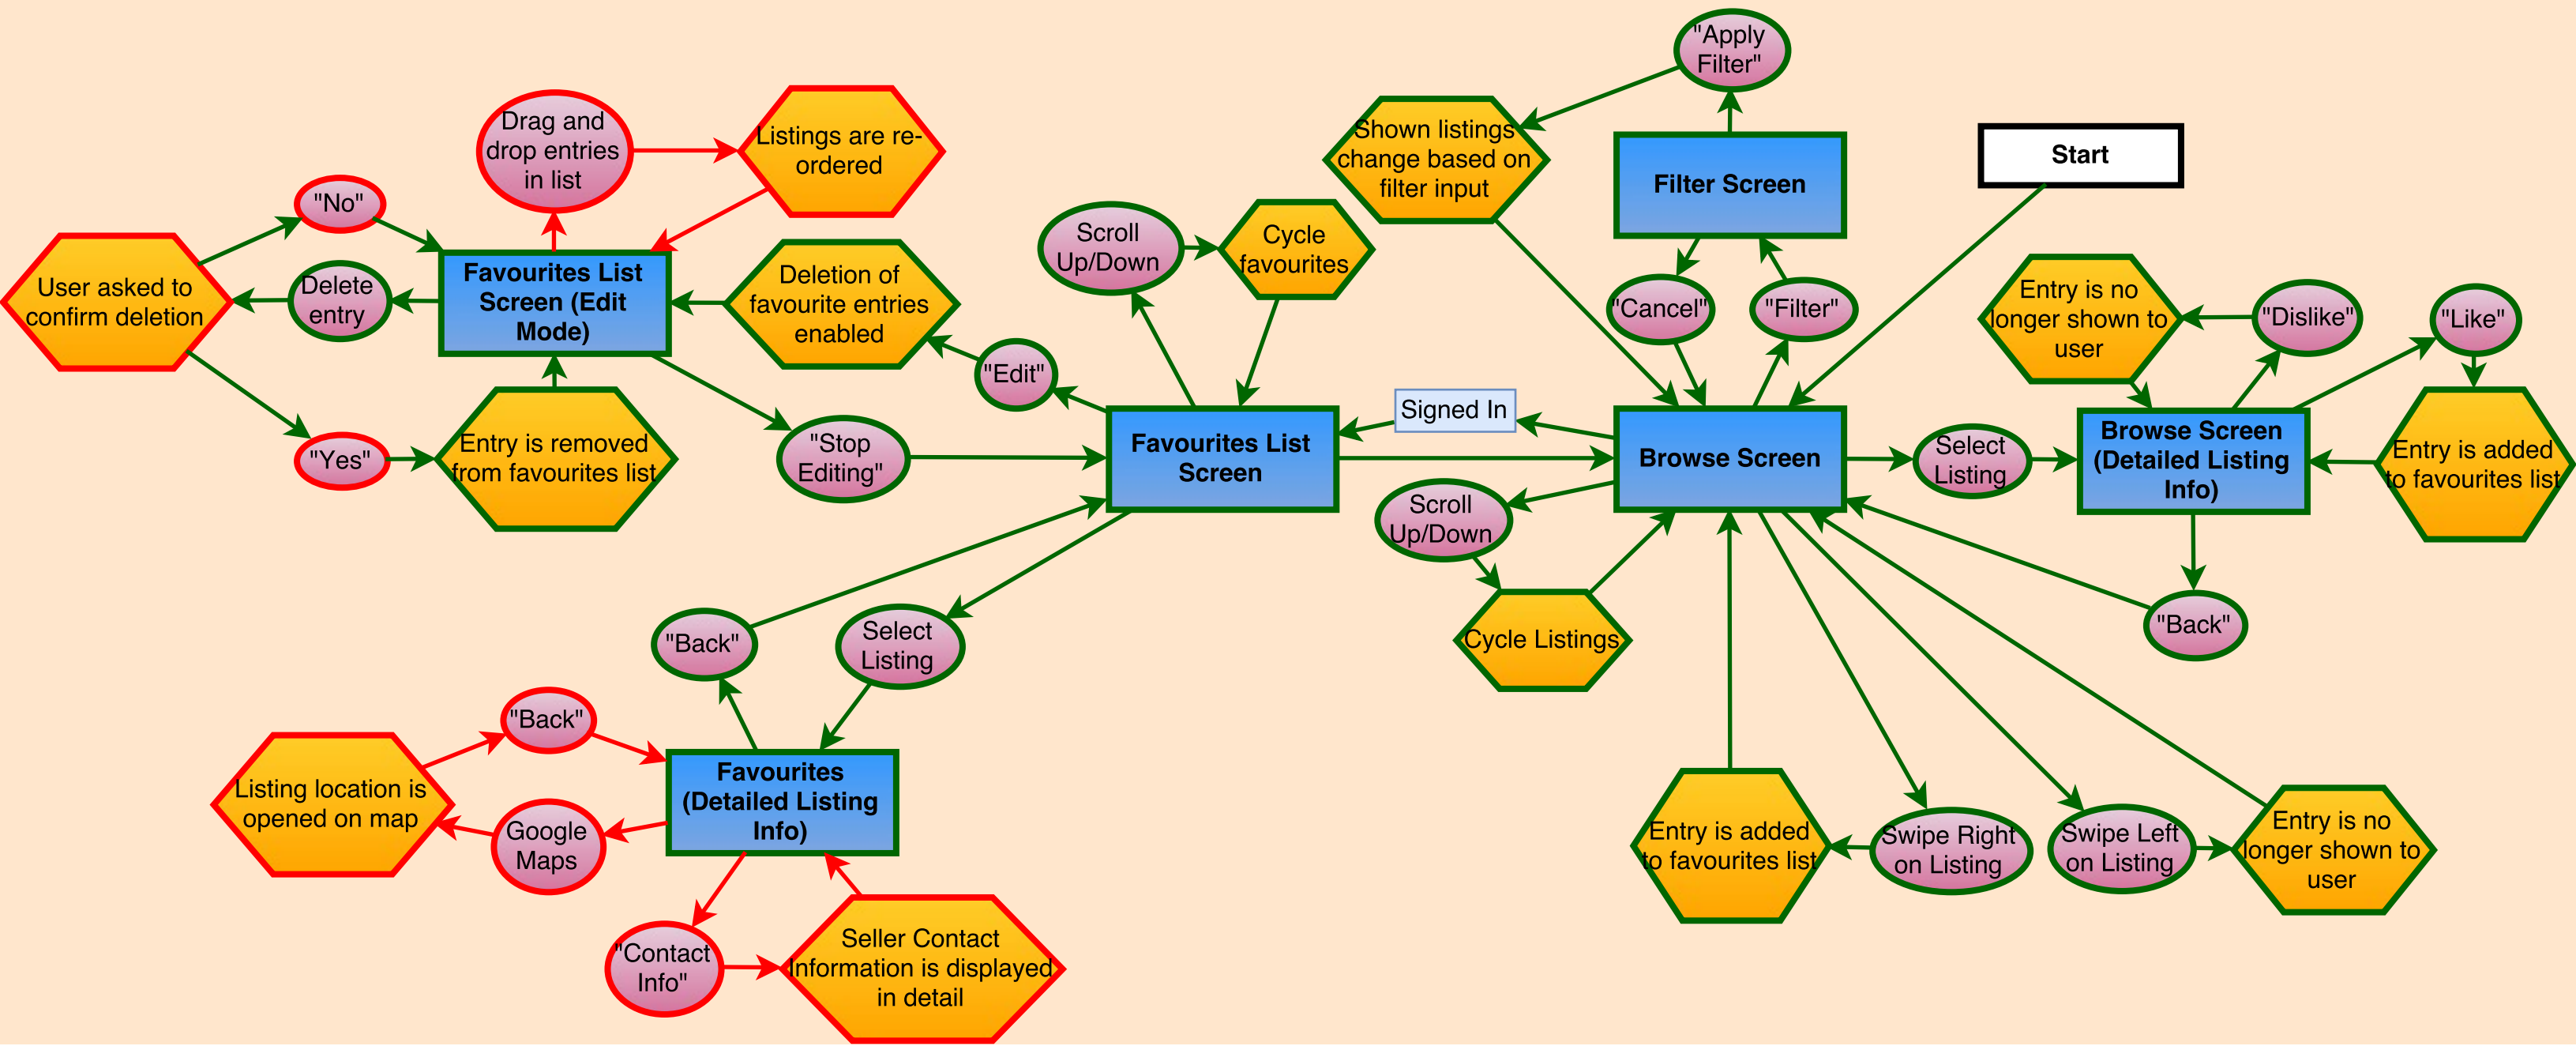 "Apply
Filter"
Drag and
drop entries
in list
Listings are re-
ordered
Shown listings
change based on
filter input
Filter Screen
Start
"No"
Scroll
Up/Down
Cycle
favourites
User asked to
confirm deletion
Delete
entry
Favourites List
Screen (Edit
Mode)
Deletion of
favourite entries
enabled
"Edit"
"Cancel"
"Filter"
Entry is no
longer shown to
user
"Dislike"
"Like"
"Yes"
Entry is removed
from favourites list
"Stop
Editing"
Favourites List
Screen
Signed In
Browse Screen
Select
Listing
Browse Screen
(Detailed Listing
Info)
Entry is added
to favourites list
Scroll
Up/Down
Cycle Listings
"Back"
"Back"
Select
Listing
"Back"
Listing location is
opened on map
Google
Maps
Favourites
(Detailed Listing
Info)
Entry is added
to favourites list
Swipe Right
on Listing
Swipe Left
on Listing
Entry is no
longer shown to
user
"Contact
Info"
Seller Contact
Information is displayed
in detail